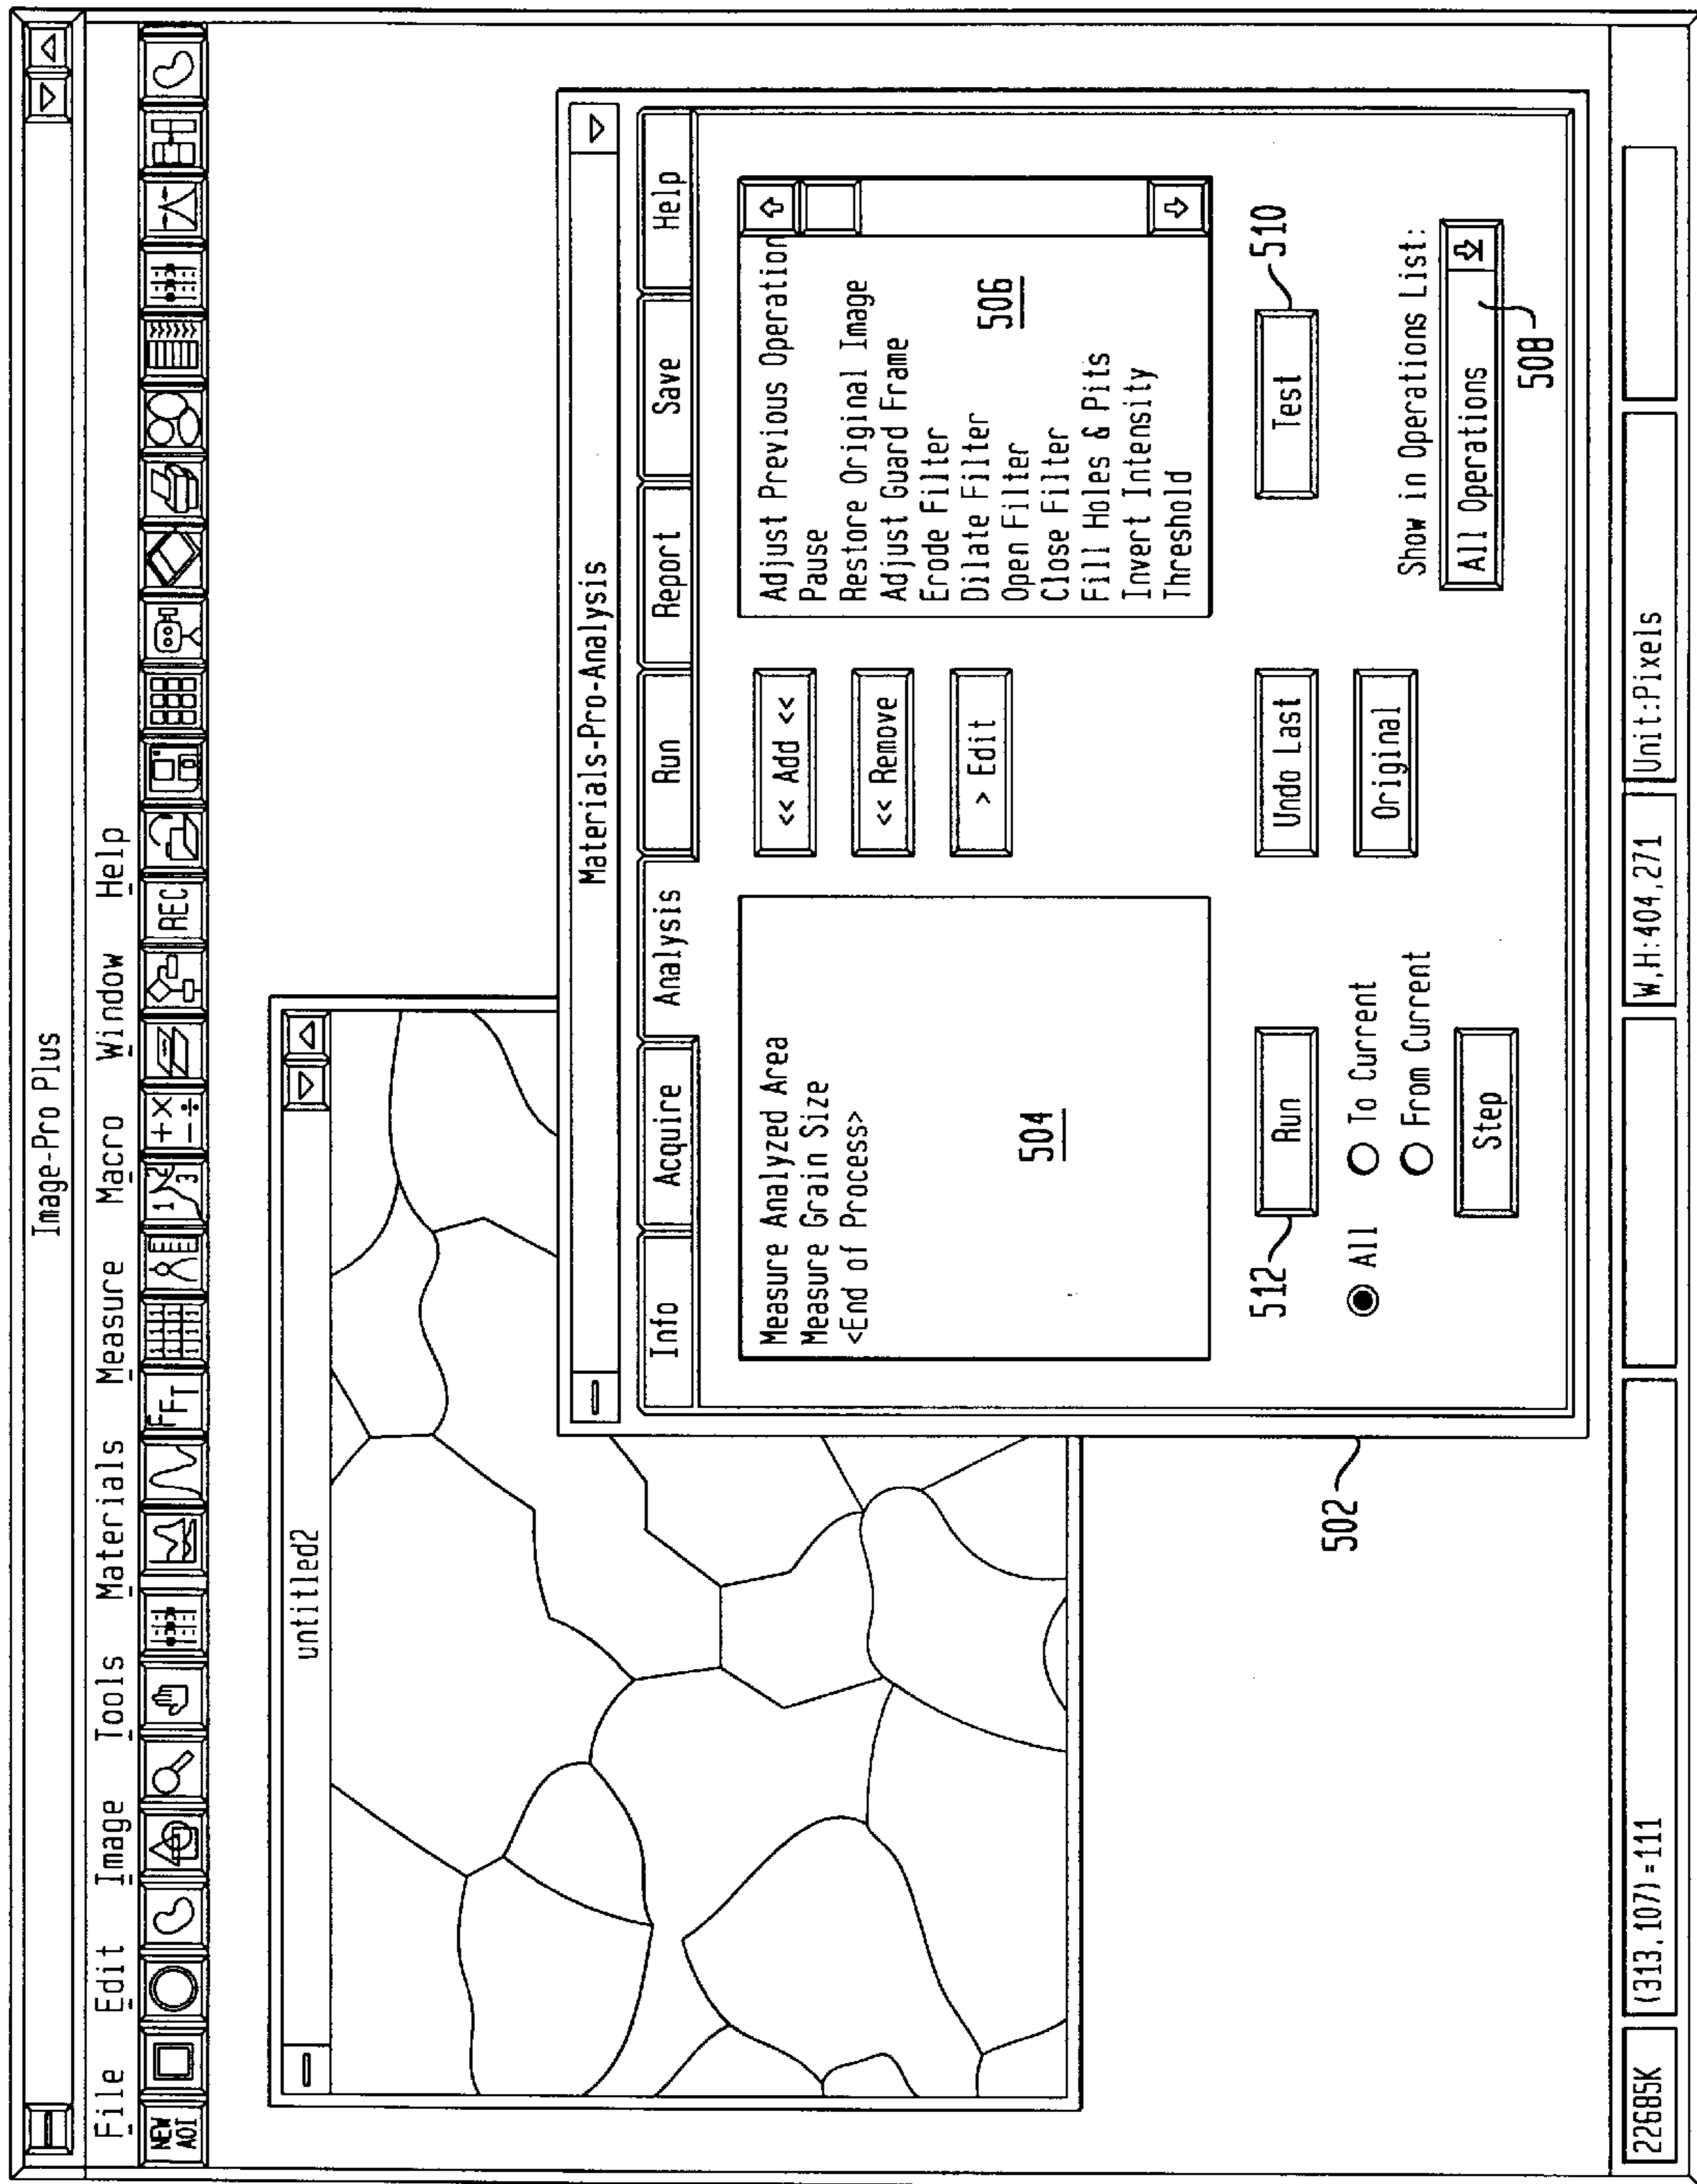 Image-Pro Plus
File Edit Image Tools Materials Measure Macro Window Help
NEW AOI
FFT
1 2 3
+ × - ÷
REC
untitled2
Materials-Pro-Analysis
Info Acquire Analysis Run Report Save Help
Measure Analyzed Area
Measure Grain Size
<End of Process>
504
<< Add <<
<< Remove
> Edit
Adjust Previous Operation
Pause
Restore Original Image
Adjust Guard Frame
Erode Filter
Dilate Filter
Open Filter
Close Filter
Fill Holes & Pits
Invert Intensity
Threshold
506
512
Run
All
To Current
From Current
Step
Undo Last
Original
Test
510
Show in Operations List:
All Operations
508
502
22685K (313,107)=111 W,H:404,271 Unit:Pixels